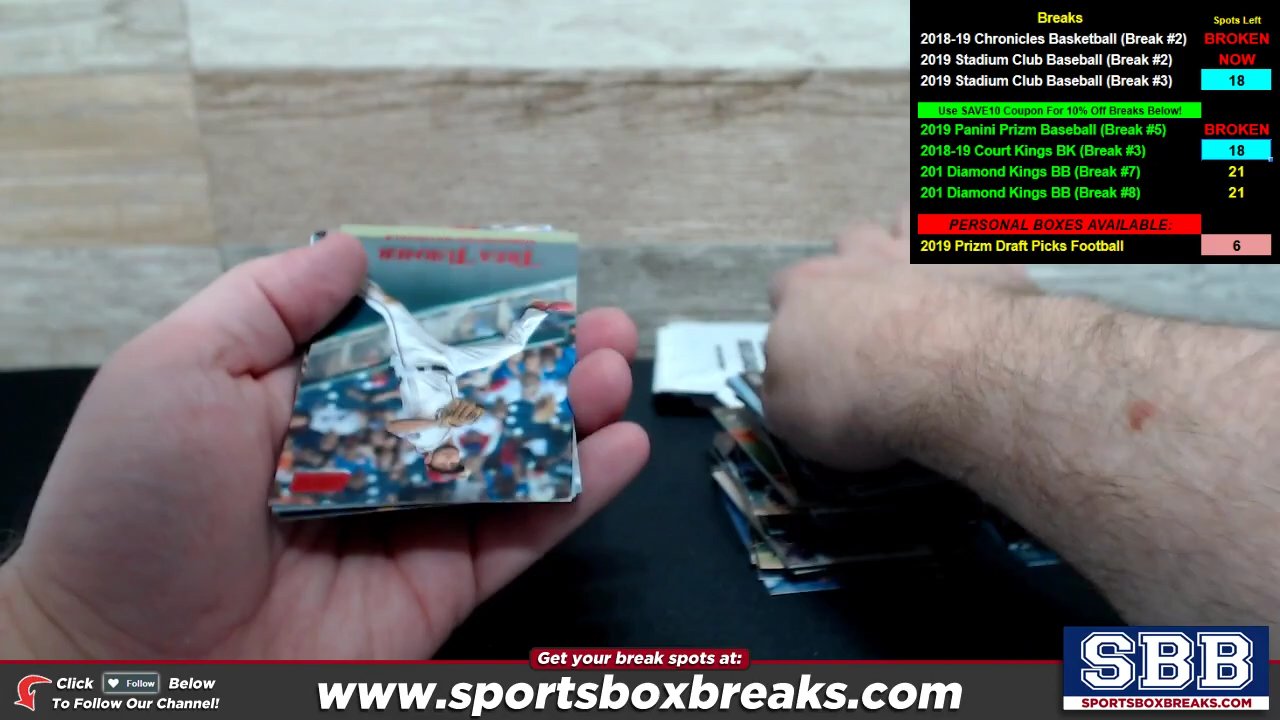 Breaks Spots Left
2018-19 Chronicles Basketball (Break #2) BROKEN
2019 Stadium Club Baseball (Break #2) NOW
2019 Stadium Club Baseball (Break #3) 18
Use SAVE10 Coupon For 10% Off Breaks Below!
2019 Panini Prizm Baseball (Break #5) BROKEN
2018-19 Court Kings BK (Break #3) 18
201 Diamond Kings BB (Break #7) 21
201 Diamond Kings BB (Break #8) 21
PERSONAL BOXES AVAILABLE:
2019 Prizm Draft Picks Football 6
Trea Turner
Get your break spots at:
Click Follow Below
To Follow Our Channel!
www.sportsboxbreaks.com
SBB
SPORTSBOXBREAKS.COM